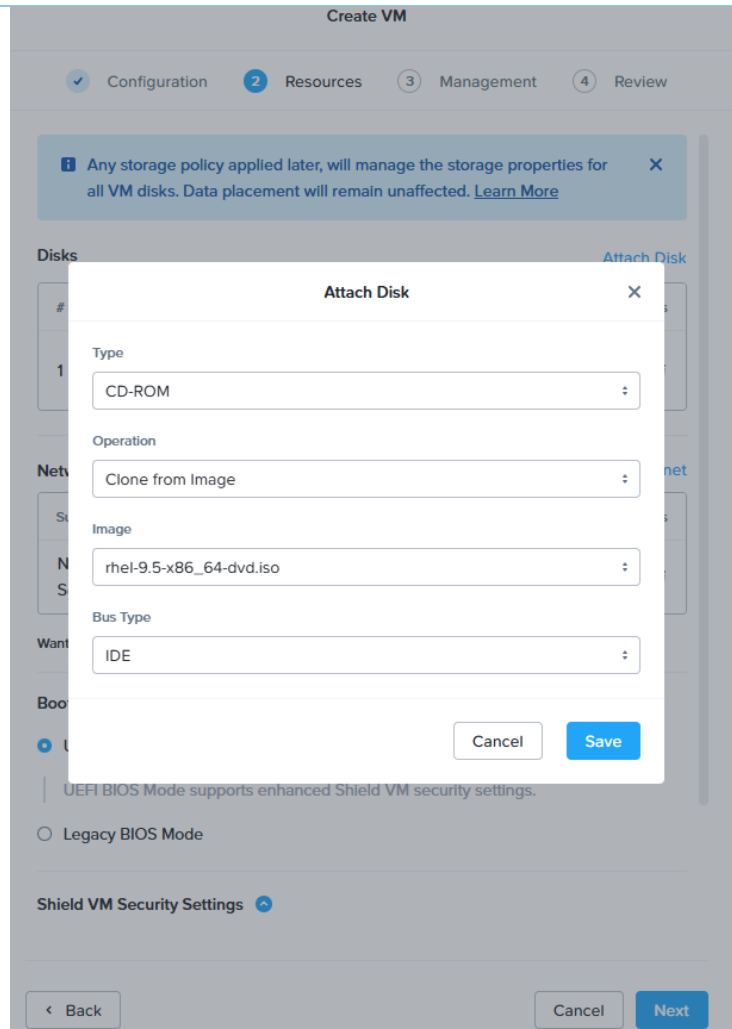 Create VM
Configuration 2 Resources 3 Management 4 Review
Any storage policy applied later, will manage the storage properties for
all VM disks. Data placement will remain unaffected. Learn More
Disks Attach Disk
Attach Disk
#
Type
1
CD-ROM
Operation
Clone from Image
Image
rhel-9.5-x86_64-dvd.iso
Bus Type
IDE
Want
Cancel Save
UEFI BIOS Mode supports enhanced Shield VM security settings.
Legacy BIOS Mode
Shield VM Security Settings
Back Cancel Next